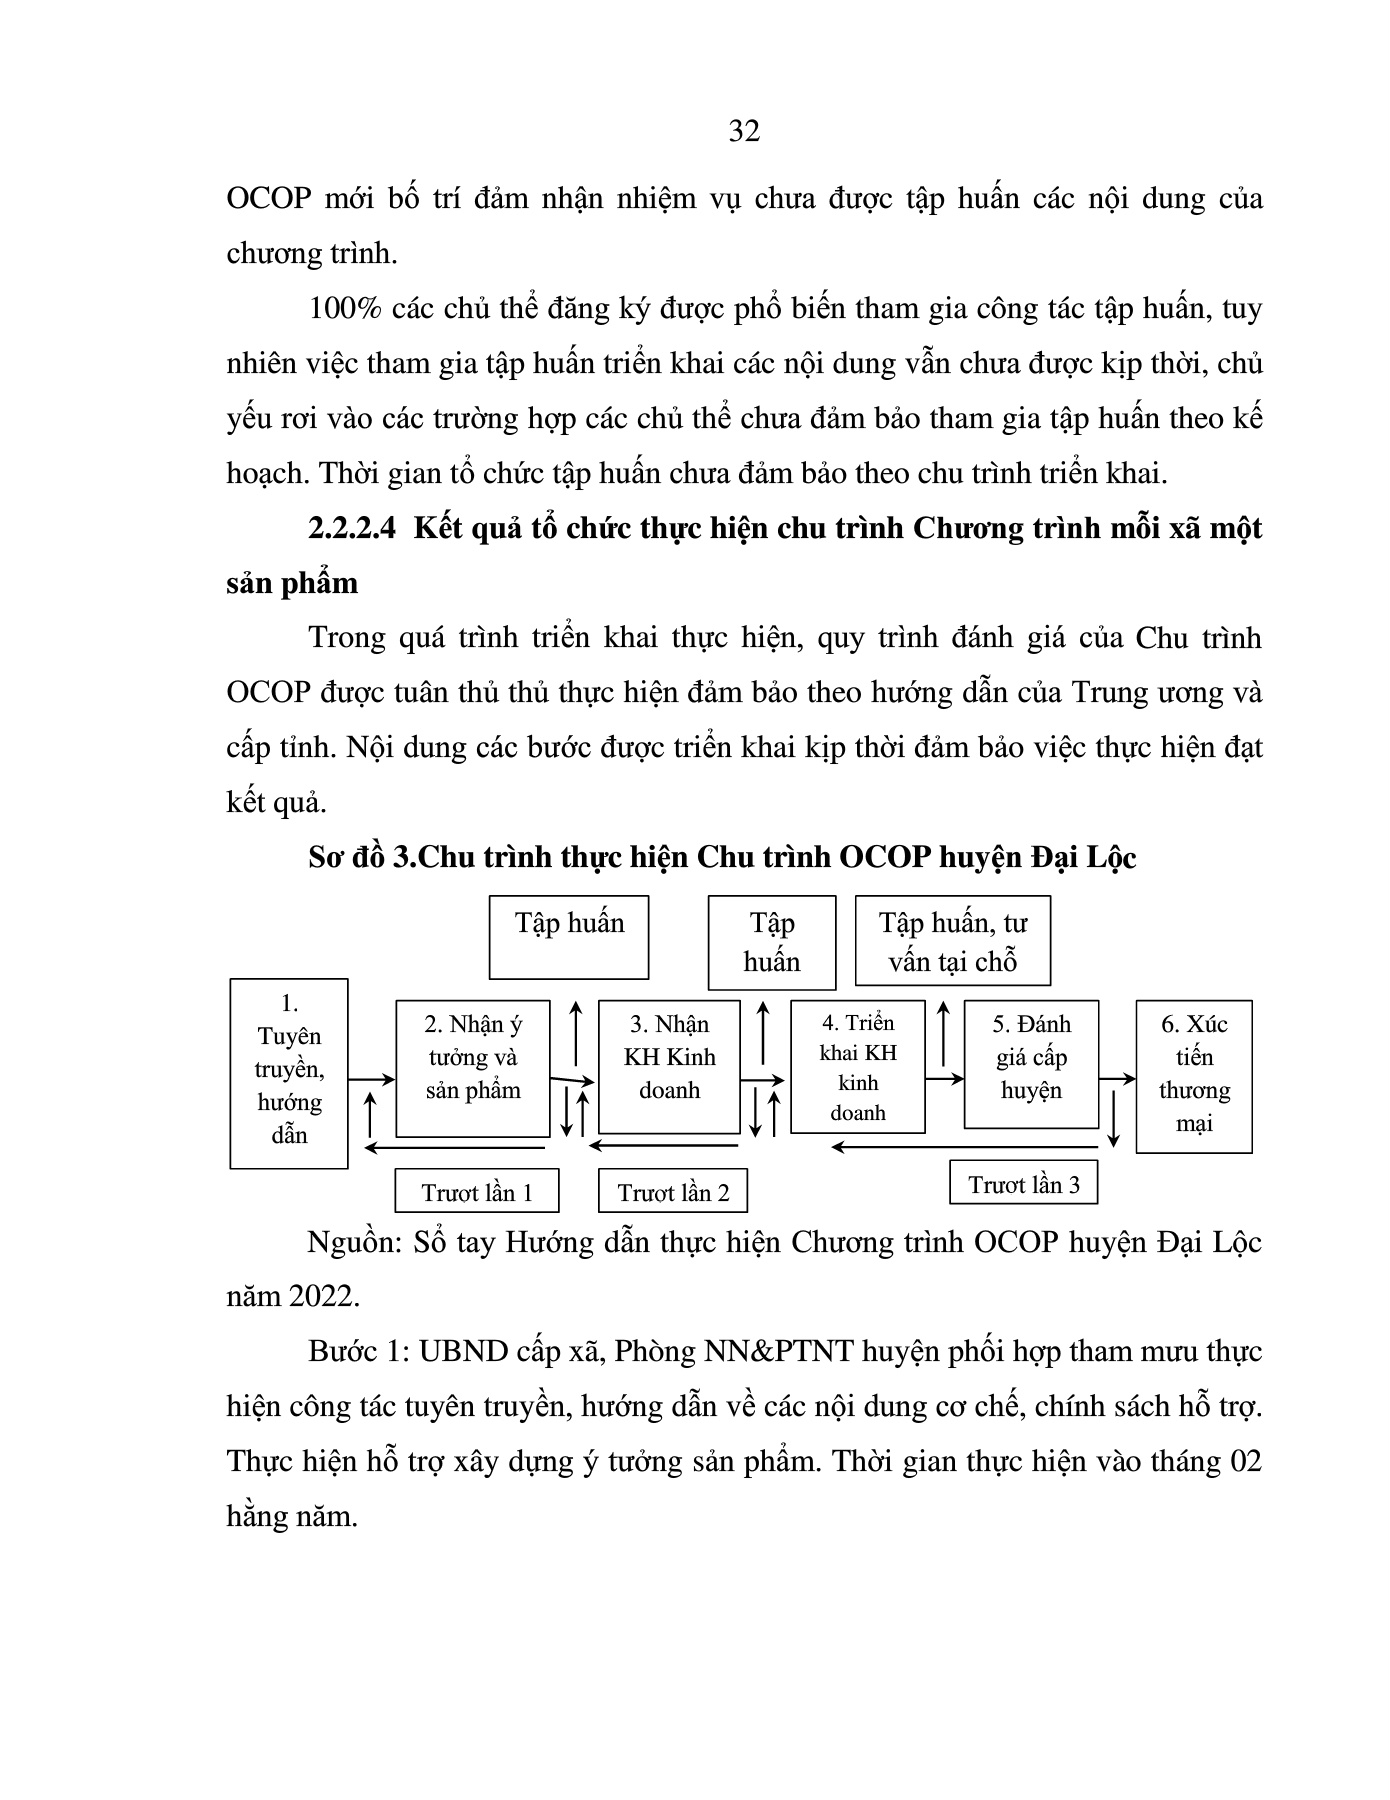 32
OCOP mới bố trí đảm nhận nhiệm vụ chưa được tập huấn các nội dung của
chương trình.
100% các chủ thể đăng ký được phổ biến tham gia công tác tập huấn, tuy
nhiên việc tham gia tập huấn triển khai các nội dung vẫn chưa được kịp thời, chủ
yếu rơi vào các trường hợp các chủ thể chưa đảm bảo tham gia tập huấn theo kế
hoạch. Thời gian tổ chức tập huấn chưa đảm bảo theo chu trình triển khai.
2.2.2.4 Kết quả tổ chức thực hiện chu trình Chương trình mỗi xã một
sản phẩm
Trong quá trình triển khai thực hiện, quy trình đánh giá của Chu trình
OCOP được tuân thủ thủ thực hiện đảm bảo theo hướng dẫn của Trung ương và
cấp tỉnh. Nội dung các bước được triển khai kịp thời đảm bảo việc thực hiện đạt
kết quả.
Sơ đồ 3.Chu trình thực hiện Chu trình OCOP huyện Đại Lộc
Tập huấn
Tập
huấn
Tập huấn, tư
vấn tại chỗ
1.
Tuyên
truyền,
hướng
dẫn
2. Nhận ý
tưởng và
sản phẩm
3. Nhận
KH Kinh
doanh
4. Triển
khai KH
kinh
doanh
5. Đánh
giá cấp
huyện
6. Xúc
tiến
thương
mại
Trượt lần 1
Trượt lần 2
Trượt lần 3
Nguồn: Sổ tay Hướng dẫn thực hiện Chương trình OCOP huyện Đại Lộc
năm 2022.
Bước 1: UBND cấp xã, Phòng NN&PTNT huyện phối hợp tham mưu thực
hiện công tác tuyên truyền, hướng dẫn về các nội dung cơ chế, chính sách hỗ trợ.
Thực hiện hỗ trợ xây dựng ý tưởng sản phẩm. Thời gian thực hiện vào tháng 02
hằng năm.